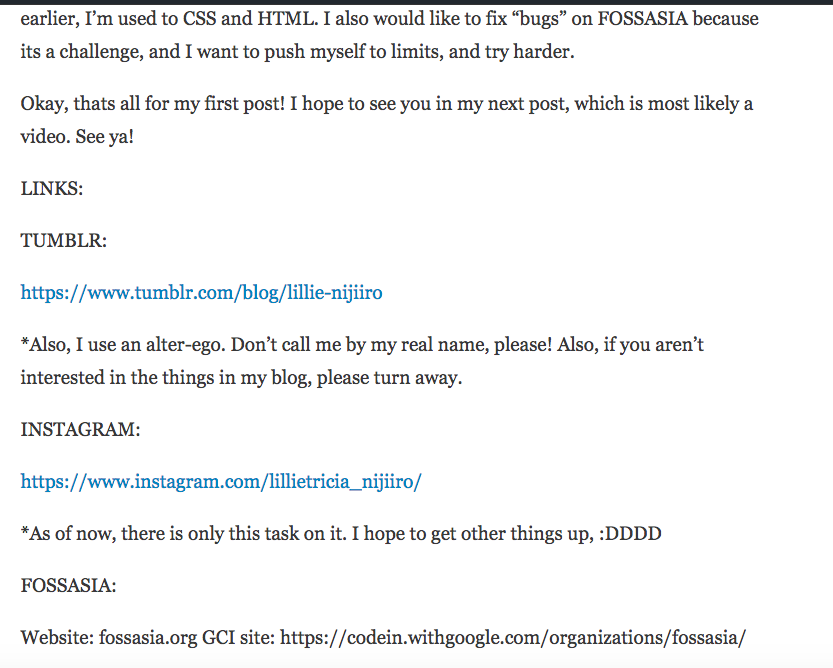 earlier, I’m used to CSS and HTML. I also would like to fix “bugs” on FOSSASIA because
its a challenge, and I want to push myself to limits, and try harder.
Okay, thats all for my first post! I hope to see you in my next post, which is most likely a
video. See ya!
LINKS:
TUMBLR:
https://www.tumblr.com/blog/lillie-nijiiro
*Also, I use an alter-ego. Don’t call me by my real name, please! Also, if you aren’t
interested in the things in my blog, please turn away.
INSTAGRAM:
https://www.instagram.com/lillietricia_nijiiro/
*As of now, there is only this task on it. I hope to get other things up, :DDDD
FOSSASIA:
Website: fossasia.org GCI site: https://codein.withgoogle.com/organizations/fossasia/